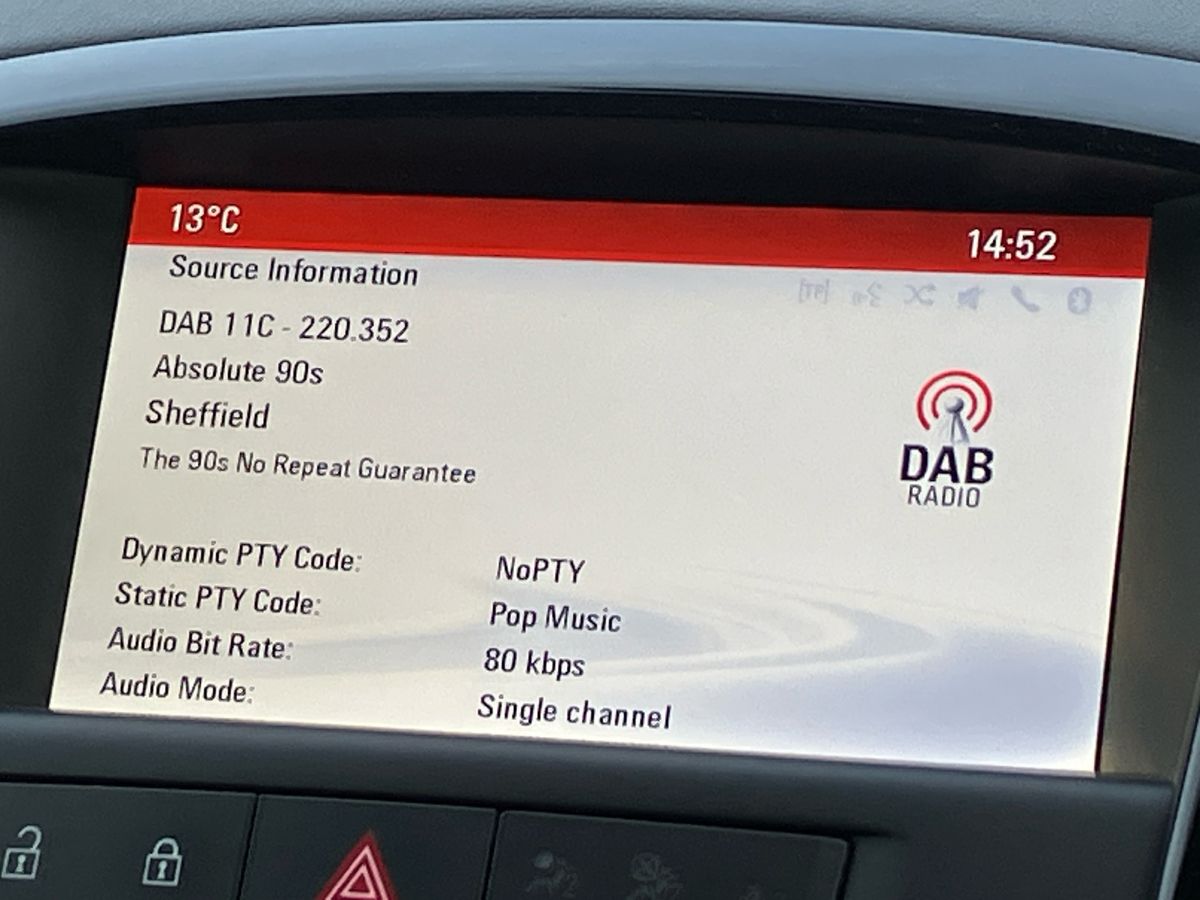 13°C
14:52
Source Information
[TP]
DAB 11C - 220.352
Absolute 90s
Sheffield
The 90s No Repeat Guarantee
DAB
RADIO
Dynamic PTY Code: NoPTY
Static PTY Code: Pop Music
Audio Bit Rate: 80 kbps
Audio Mode: Single channel